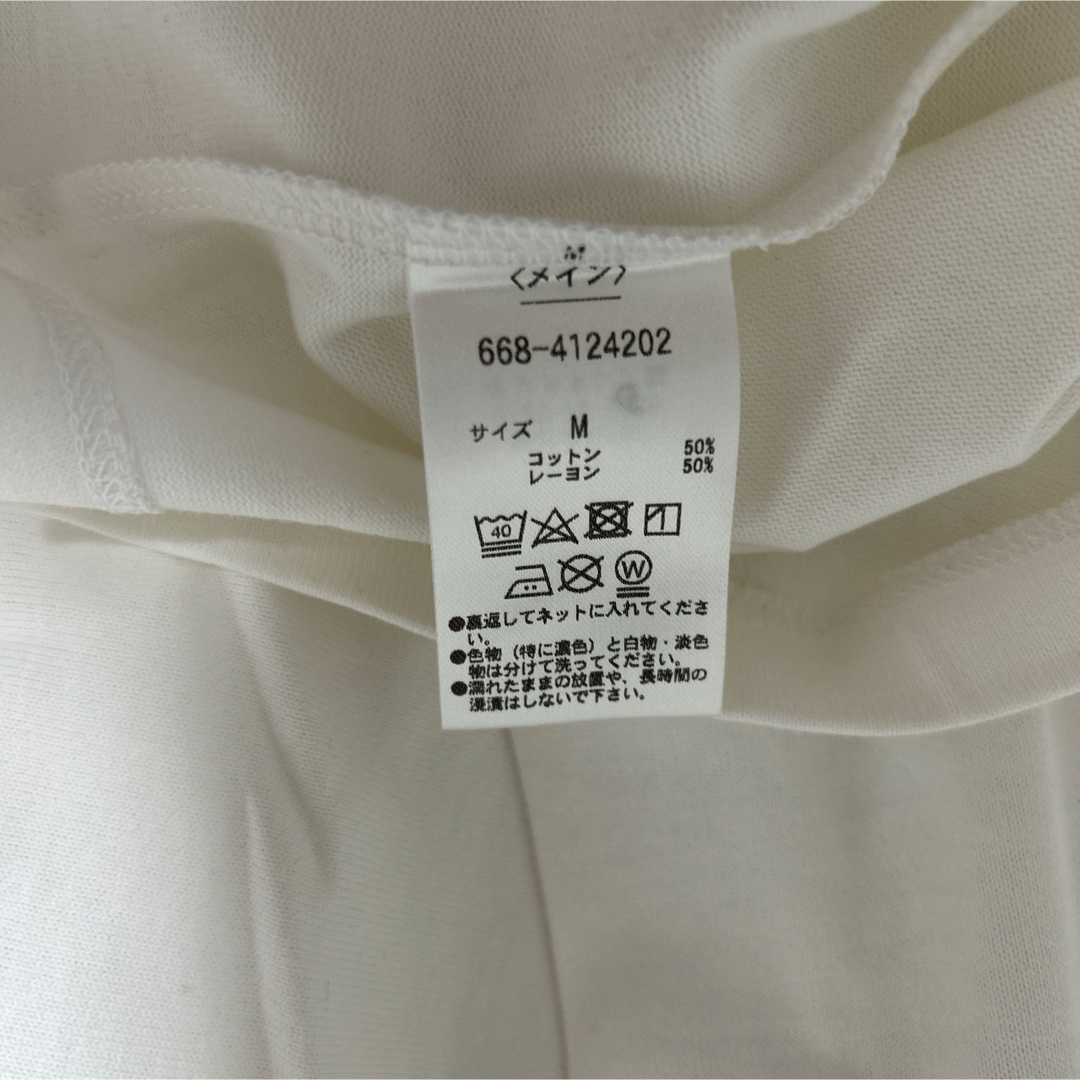 〈メイン〉
668-4124202
サイズ M
コットン 50%
レーヨン 50%
40
W
●裏返してネットに入れてくださ
い。
●色物（特に濃色）と白物・淡色
物は分けて洗ってください。
●濡れたままの放置や、長時間の
浸漬はしないで下さい。